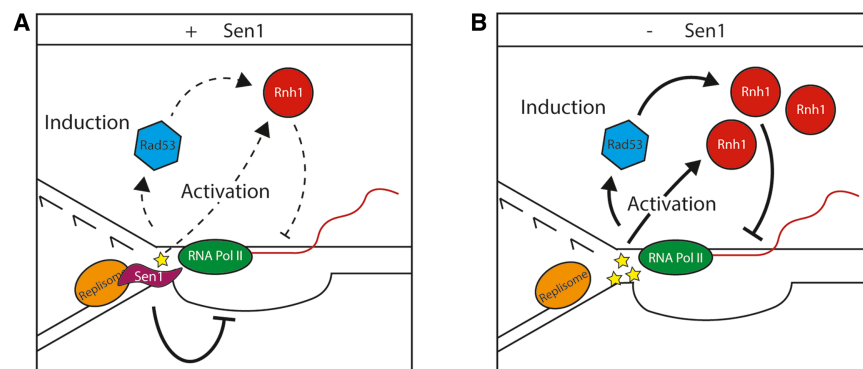 A
+ Sen1
Rnh1
Induction
Rad53
Activation
RNA Pol II
Sen1
Replisome
B
- Sen1
Rnh1
Rnh1
Induction
Rad53
Rnh1
Activation
RNA Pol II
Replisome